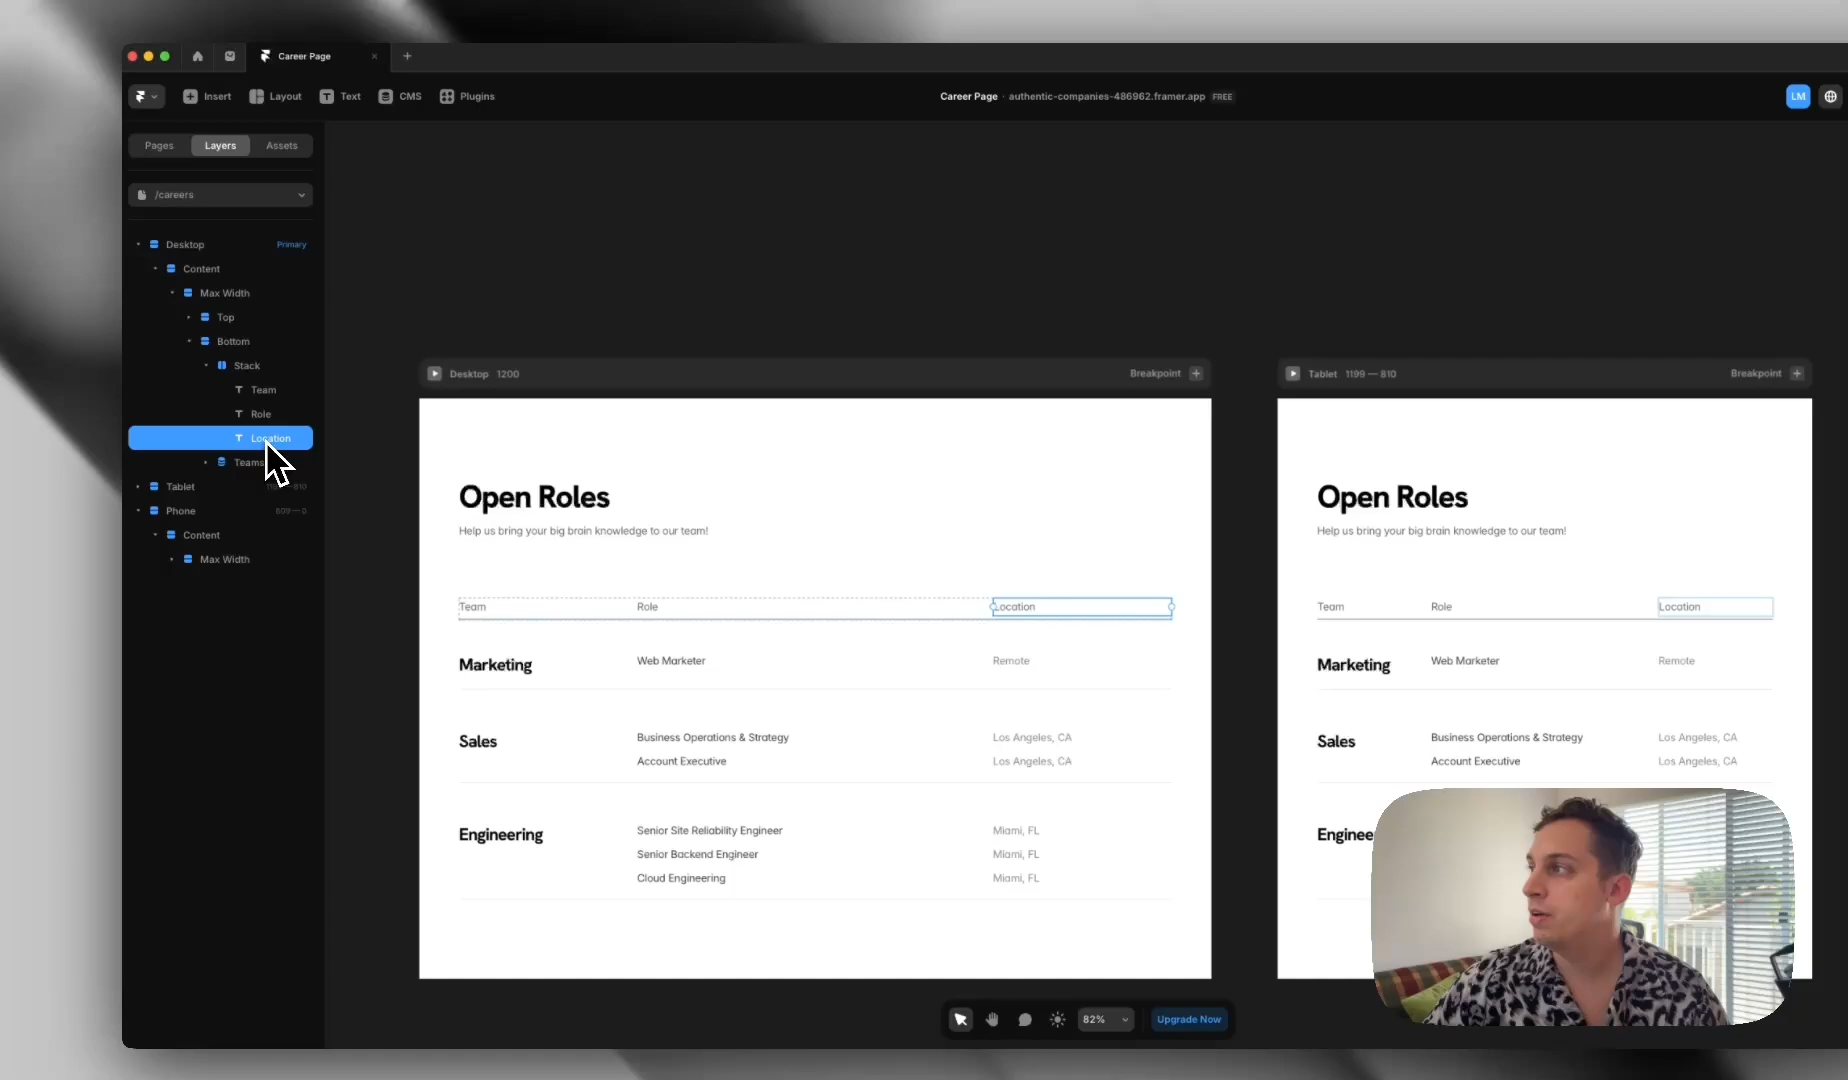 Career Page
Insert Layout Text CMS Plugins
Career Page · authentic-companies-486962.framer.app FREE
LM
Pages Layers Assets
/careers
Desktop Primary
Content
Max Width
Top
Bottom
Stack
Team
Role
Location
Teams
Tablet
Phone 809 — 0
Content
Max Width
Desktop 1200 Breakpoint
Open Roles
Help us bring your big brain knowledge to our team!
Team Role Location
Marketing Web Marketer Remote
Sales Business Operations & Strategy Los Angeles, CA
Account Executive Los Angeles, CA
Engineering Senior Site Reliability Engineer Miami, FL
Senior Backend Engineer Miami, FL
Cloud Engineering Miami, FL
Tablet 1199 — 810 Breakpoint
Open Roles
Help us bring your big brain knowledge to our team!
Team Role Location
Marketing Web Marketer Remote
Sales Business Operations & Strategy Los Angeles, CA
Account Executive Los Angeles, CA
Enginee
82% Upgrade Now